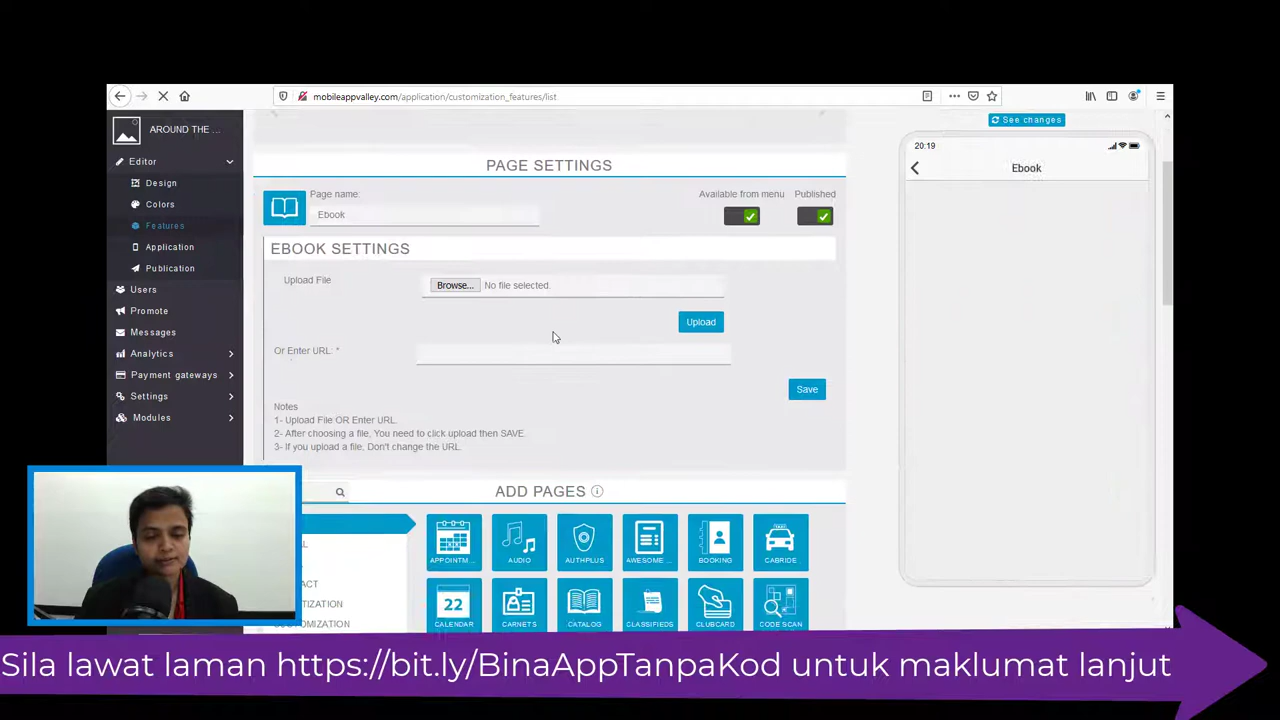 mobileappvalley.com/application/customization_features/list
AROUND THE ...
Editor
Design
Colors
Features
Application
Publication
Users
Promote
Messages
Analytics
Payment gateways
Settings
Modules
PAGE SETTINGS
Page name:
Ebook
Available from menu
Published
EBOOK SETTINGS
Upload File
Browse... No file selected.
Upload
Or Enter URL: *
Save
Notes
1- Upload File OR Enter URL.
2- After choosing a file, You need to click upload then SAVE.
3- If you upload a file, Don't change the URL.
ADD PAGES
APPOINTM...
AUDIO
AUTHPLUS
AWESOME ...
BOOKING
TAXI
CABRIDE
22
CALENDAR
CARNETS
CATALOG
CLASSIFIEDS
CLUBCARD
CODE SCAN
See changes
20:19
Ebook
Sila lawat laman https://bit.ly/BinaAppTanpaKod untuk maklumat lanjut